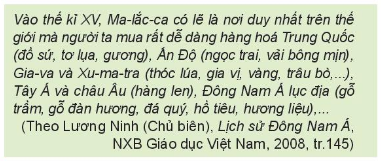 Vào thế kỉ XV, Ma-lắc-ca có lẽ là nơi duy nhất trên thế
giới mà người ta mua rất dễ dàng hàng hoá Trung Quốc
(đồ sứ, tơ lụa, gương), Ấn Độ (ngọc trai, vải bông mịn),
Gia-va và Xu-ma-tra (thóc lúa, gia vị, vàng, trâu bò,...),
Tây Á và châu Âu (hàng len), Đông Nam Á lục địa (gỗ
trầm, gỗ đàn hương, đá quý, hồ tiêu, hương liệu),...
(Theo Lương Ninh (Chủ biên), Lịch sử Đông Nam Á,
NXB Giáo dục Việt Nam, 2008, tr.145)